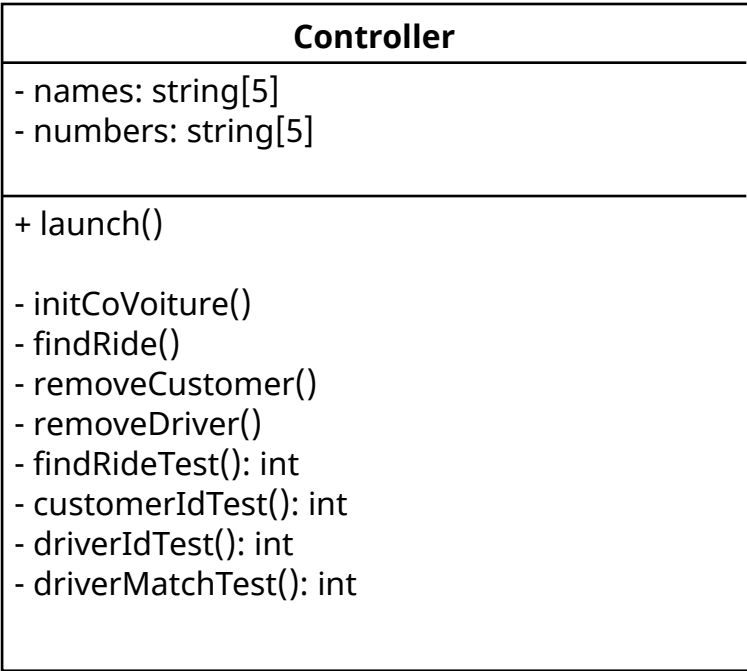 Controller
- names: string[5]
- numbers: string[5]
+ launch()
- initCoVoiture()
- findRide()
- removeCustomer()
- removeDriver()
- findRideTest(): int
- customerIdTest(): int
- driverIdTest(): int
- driverMatchTest(): int